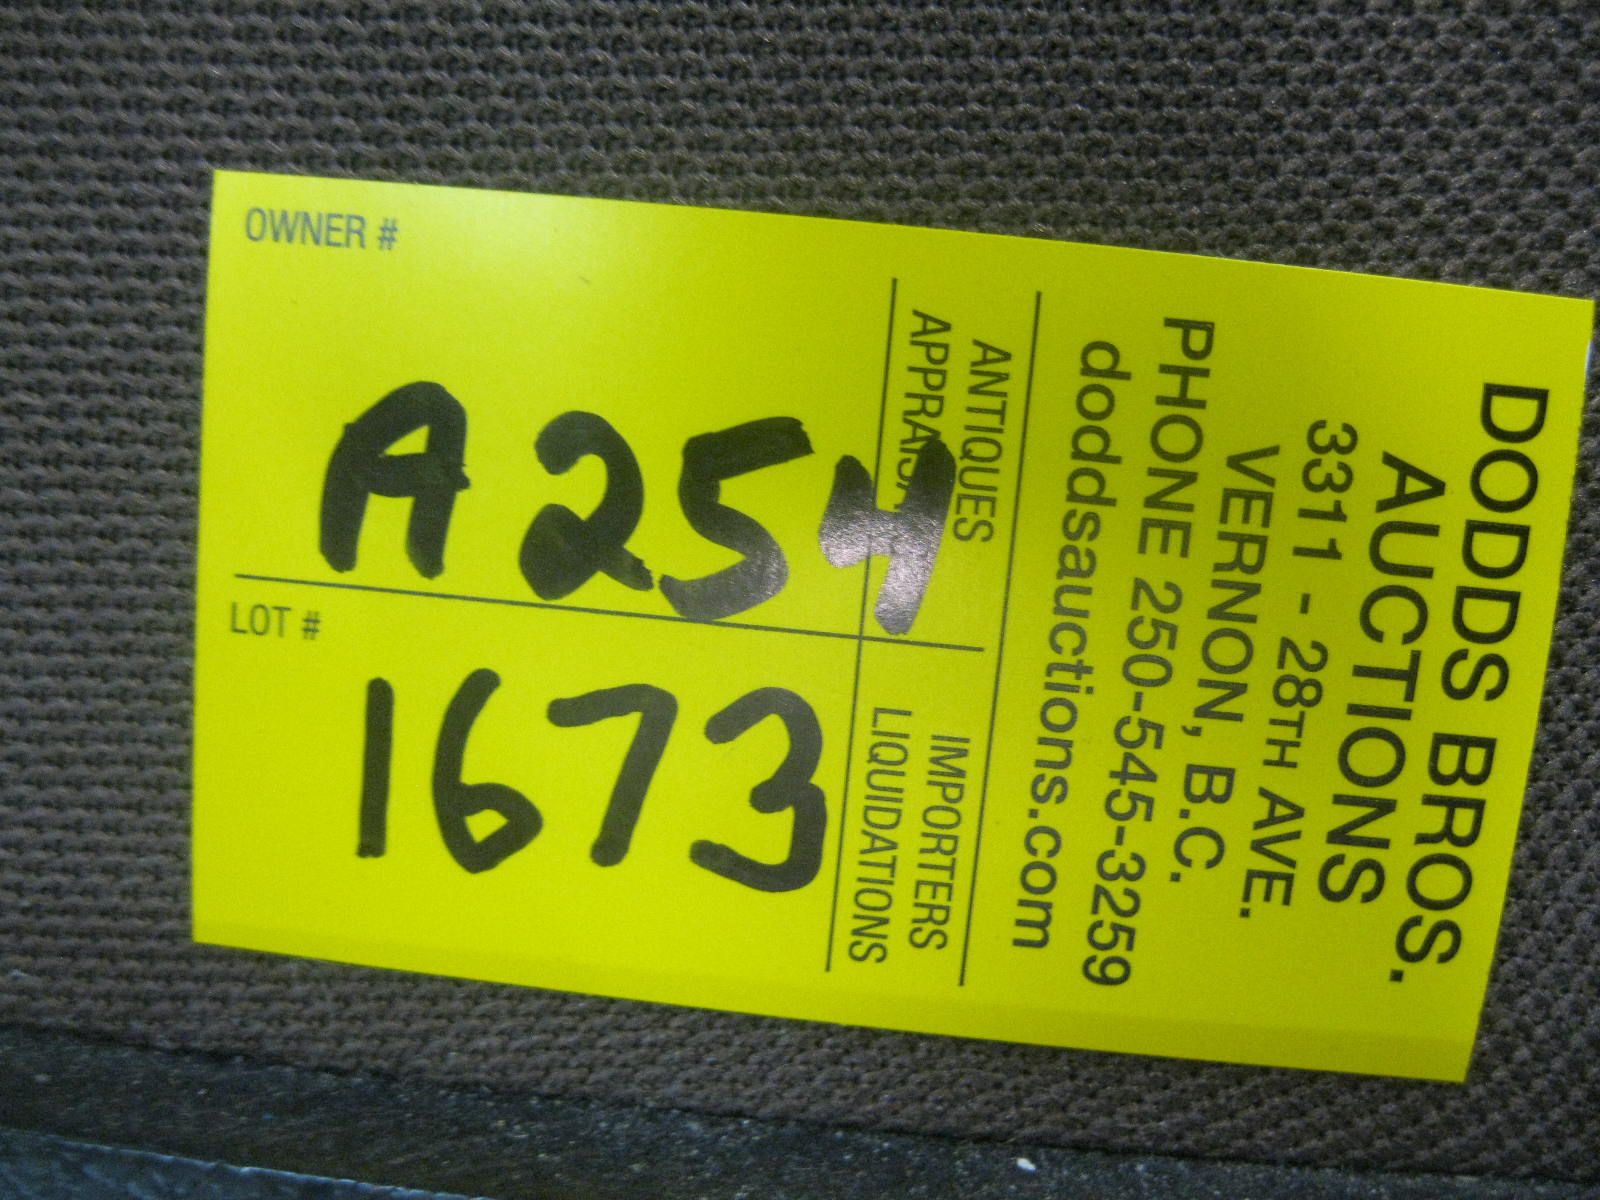 DODDS BROS.
AUCTIONS
3311 - 28TH AVE.
VERNON, B.C.
PHONE 250-545-3259
doddsauctions.com
ANTIQUES
IMPORTERS
LIQUIDATIONS
OWNER #
A254
LOT #
1673